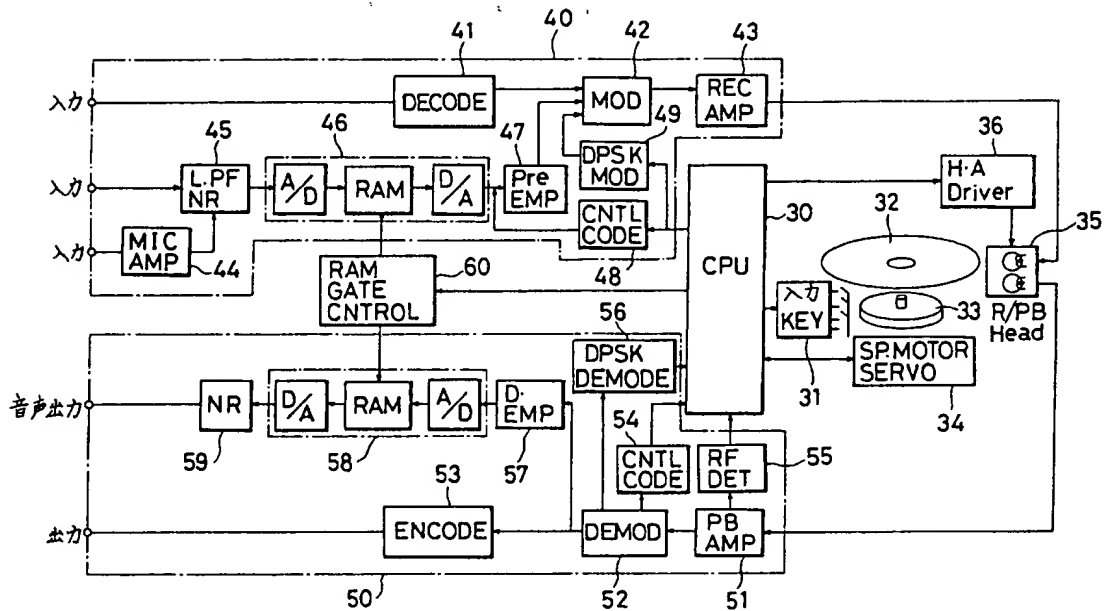 40
41
42
43
入力
DECODE
MOD
REC
AMP
45
46
47
49
36
入力
L.PF
NR
A/D
RAM
D/A
Pre
EMP
DPSK
MOD
H·A
Driver
30
32
35
入力
MIC
AMP
44
CNTL
CODE
48
CPU
RAM
GATE
CNTROL
60
入力
KEY
31
33
R/PB
Head
56
DPSK
DEMODE
SP.MOTOR
SERVO
34
音声出力
NR
59
D/A
RAM
A/D
58
D·
EMP
57
54
CNTL
CODE
RF
DET
55
53
出力
ENCODE
DEMOD
PB
AMP
50
52
51